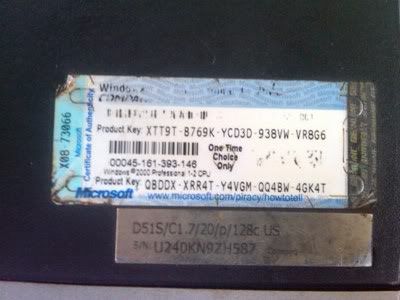 X08 73066
Certificate of Authenticity
Windows
Product Key: XTT9T-B769K-YCD3D-938VW-VR8G6
00045-161-393-146
Windows® 2000 Professional 1-2 CPU
One Time
Choice
Only
Product Key: QBDDX-XRR4T-Y4VGM-QQ4BW-4GK4T
Microsoft
www.microsoft.com/piracy/howtotell
D51S/C1.7/20/p/128c US
S/N: U240KN9ZH587